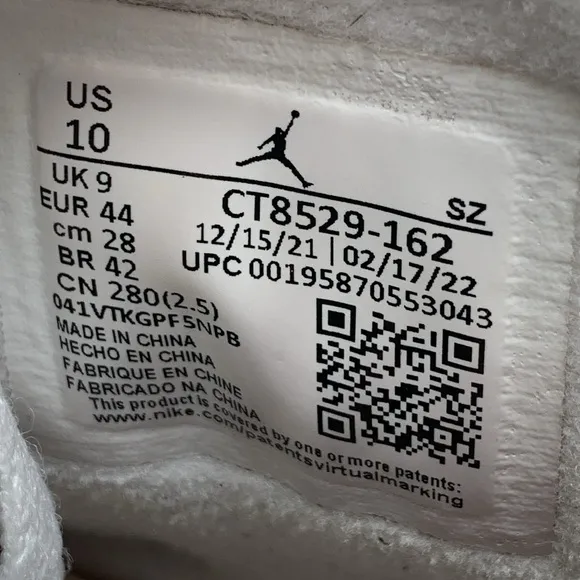 US
10
SZ
UK 9
EUR 44
cm 28
BR 42
CN 280(2.5)
041VTKGPF5NPB
CT8529-162
12/15/21 | 02/17/22
UPC 00195870553043
MADE IN CHINA
HECHO EN CHINA
FABRIQUE EN CHINE
FABRICADO NA CHINA
This product is covered by one or more patents:
www.nike.com/patentsvirtualmarking